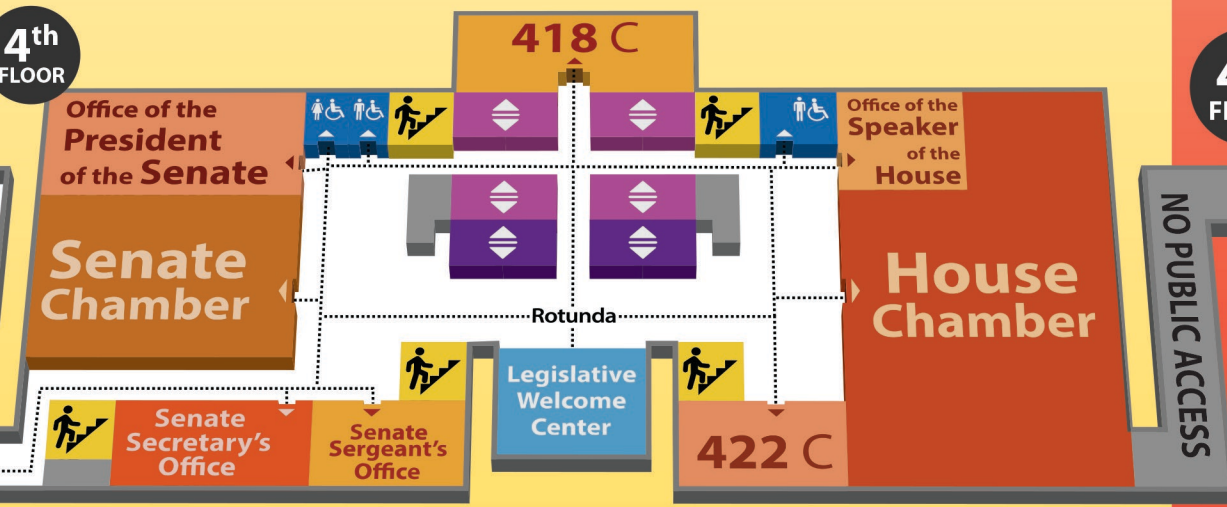 4th
FLOOR
418 C
Office of the
President
of the Senate
Office of the
Speaker
of the
House
Senate
Chamber
House
Chamber
NO PUBLIC ACCESS
Rotunda
Legislative
Welcome
Center
Senate
Secretary's
Office
Senate
Sergeant's
Office
422 C